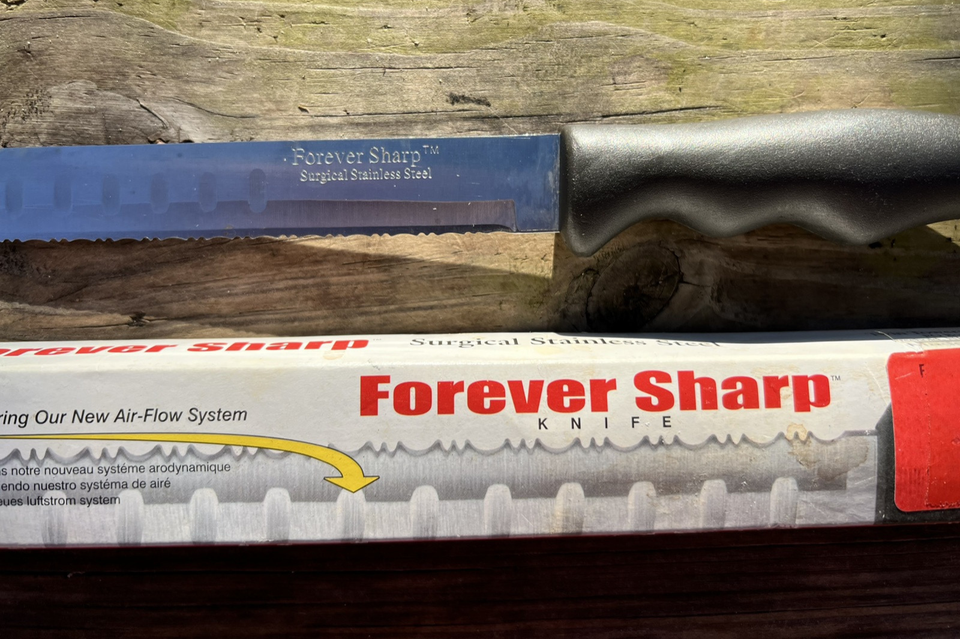 Forever Sharp™
Surgical Stainless Steel
Forever Sharp
Surgical Stainless Steel
Forever Sharp™
KNIFE
ring Our New Air-Flow System
s notre nouveau systéme arodynamique
endo nuestro systéma de airé
ues luftstrom system
F